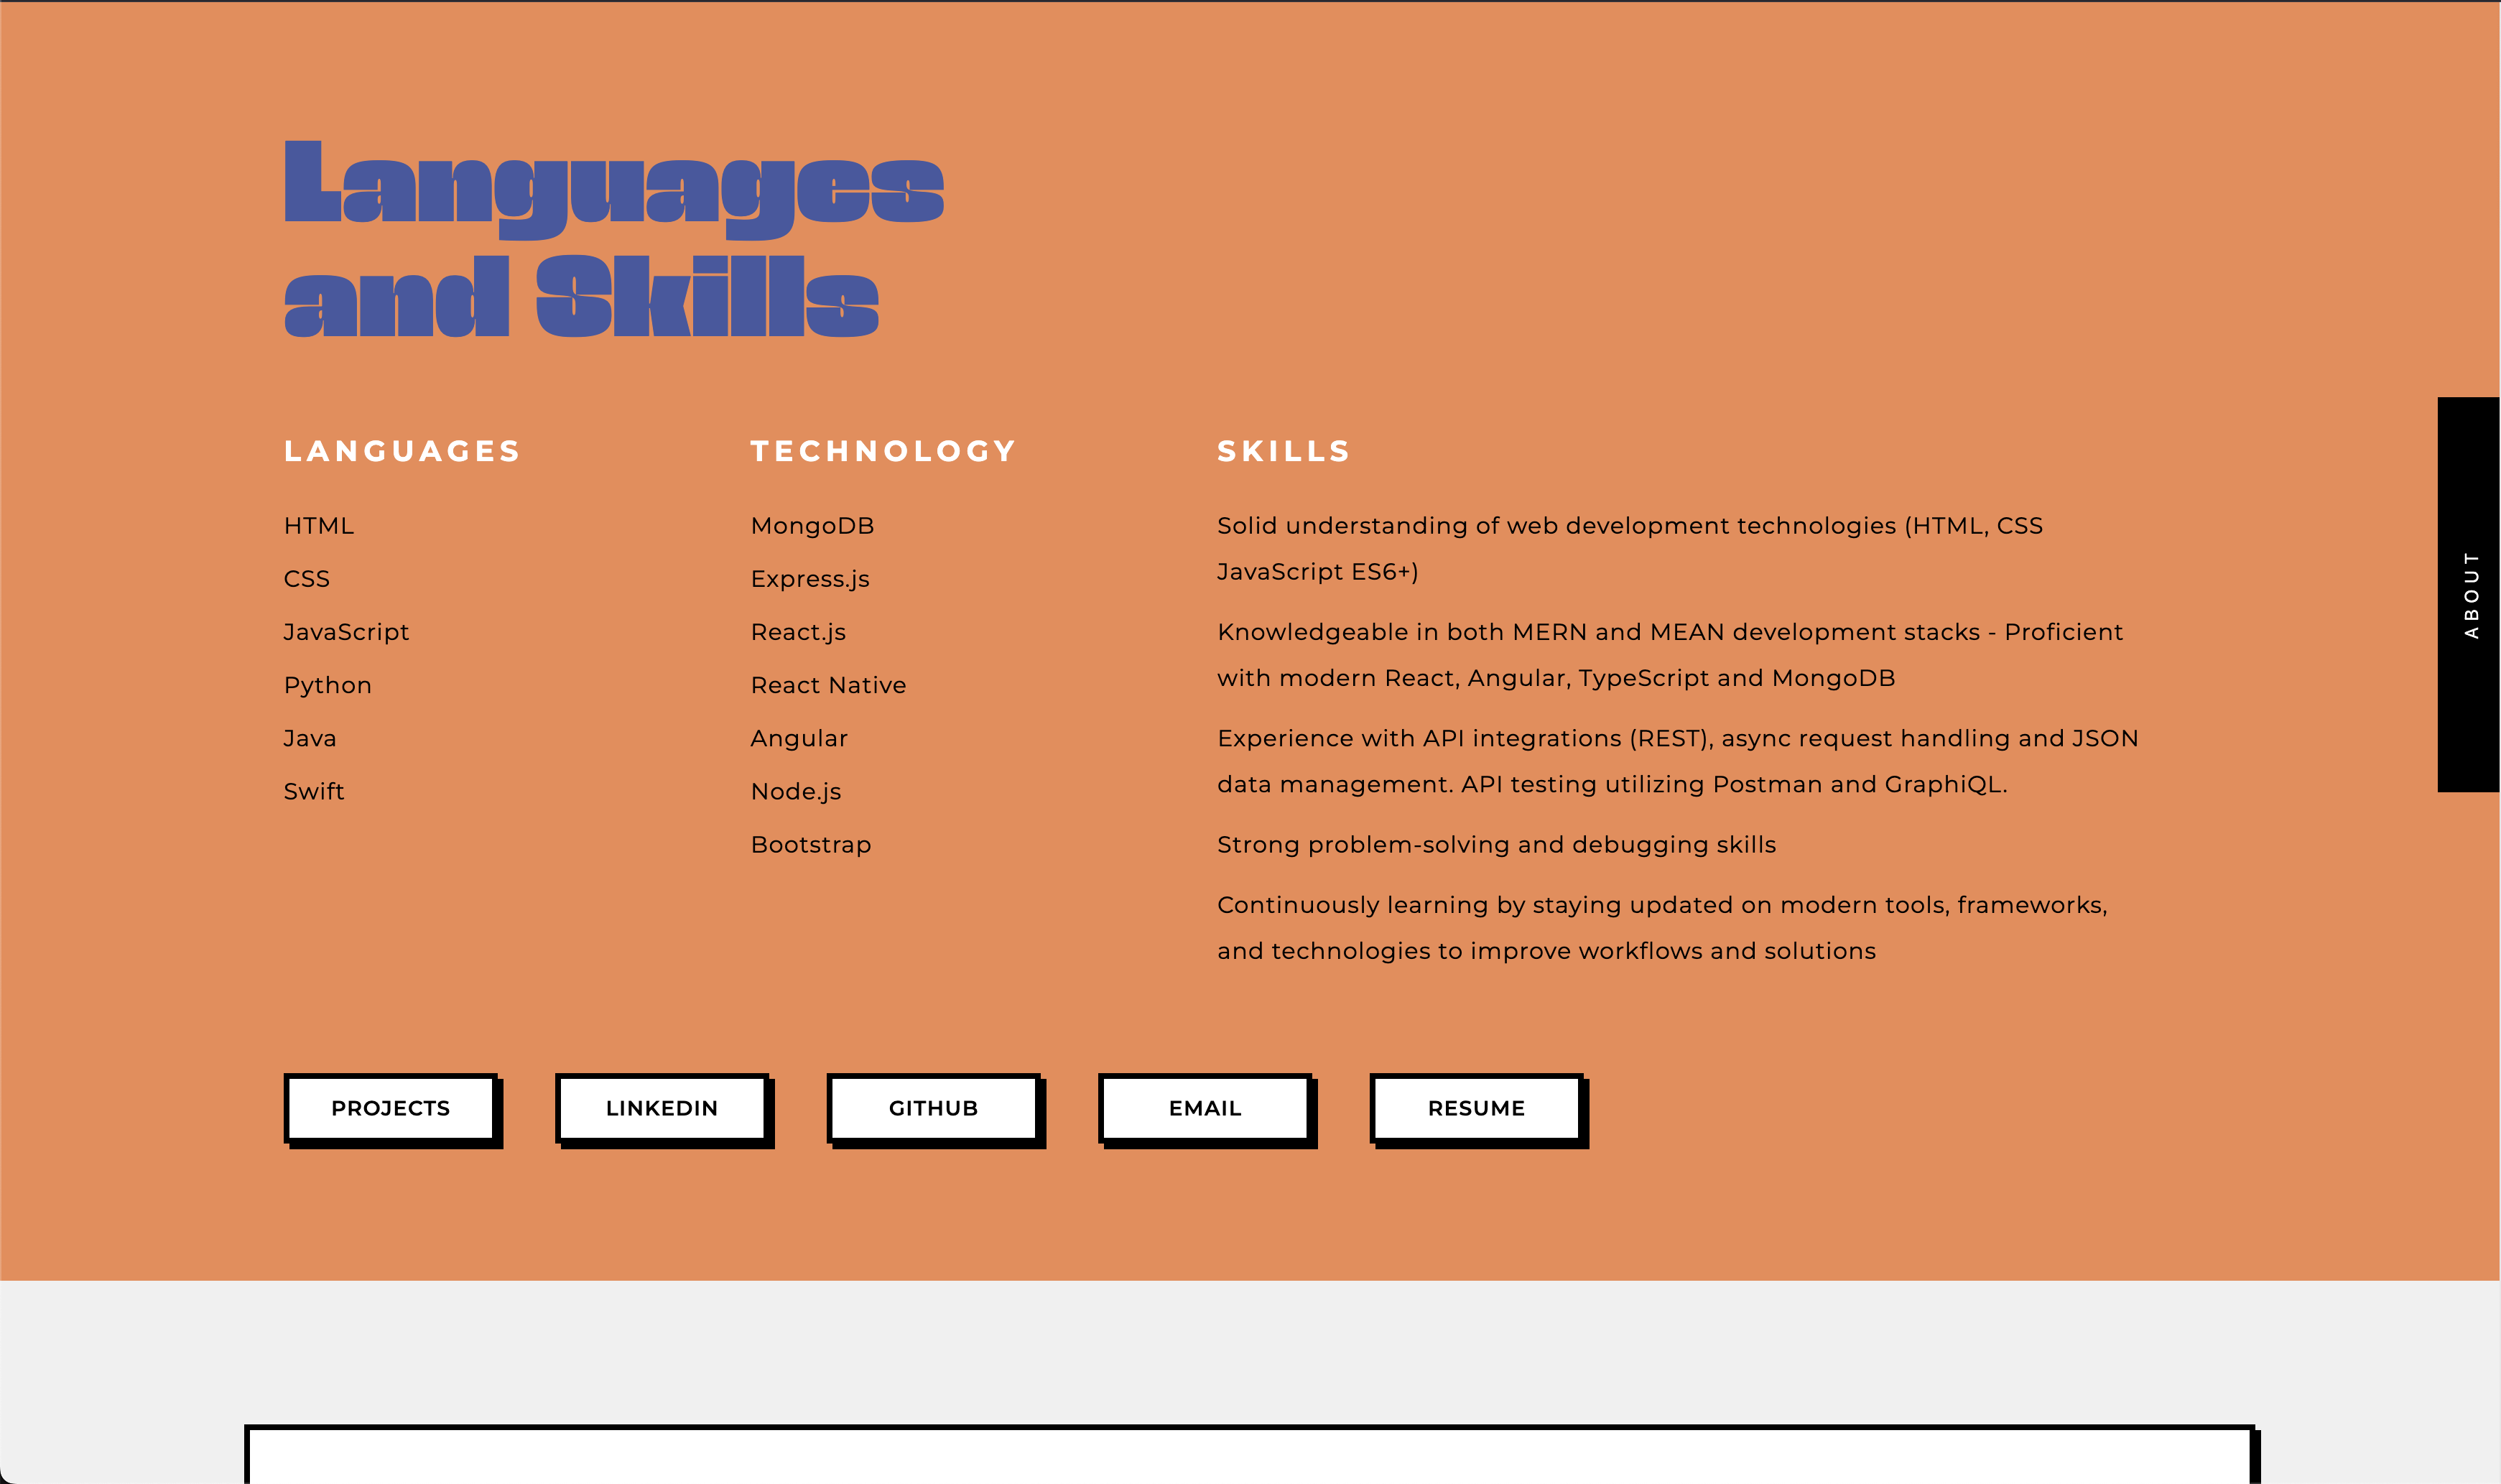 Languages
and Skills
LANGUAGES
HTML
CSS
JavaScript
Python
Java
Swift
TECHNOLOGY
MongoDB
Express.js
React.js
React Native
Angular
Node.js
Bootstrap
SKILLS
Solid understanding of web development technologies (HTML, CSS
JavaScript ES6+)
Knowledgeable in both MERN and MEAN development stacks - Proficient
with modern React, Angular, TypeScript and MongoDB
Experience with API integrations (REST), async request handling and JSON
data management. API testing utilizing Postman and GraphiQL.
Strong problem-solving and debugging skills
Continuously learning by staying updated on modern tools, frameworks,
and technologies to improve workflows and solutions
ABOUT
PROJECTS
LINKEDIN
GITHUB
EMAIL
RESUME